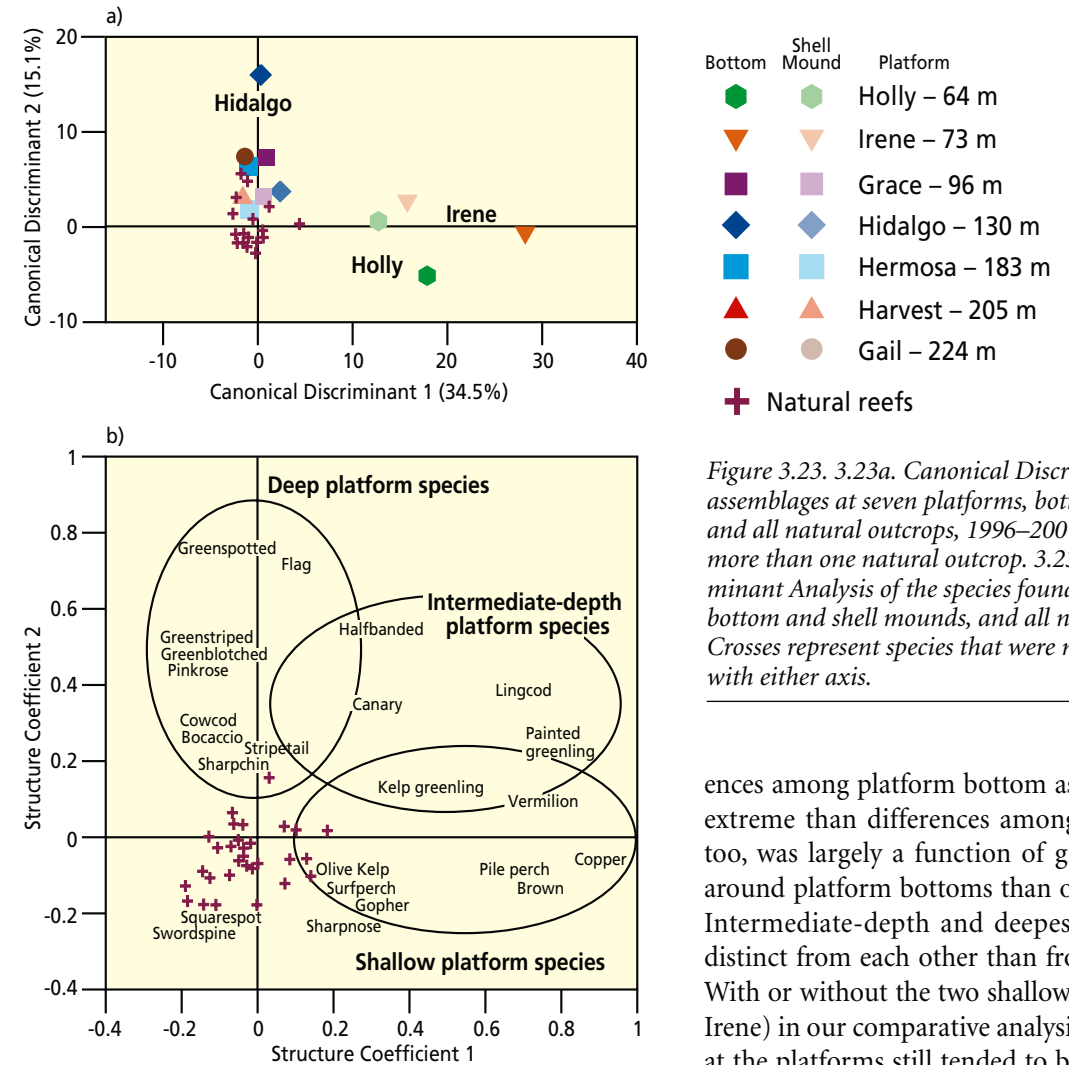 a)
20
10
0
-10
Canonical Discriminant 2 (15.1%)
Hidalgo
Irene
Holly
-10 0 10 20 30 40
Canonical Discriminant 1 (34.5%)
Bottom Shell Mound Platform
Holly – 64 m
Irene – 73 m
Grace – 96 m
Hidalgo – 130 m
Hermosa – 183 m
Harvest – 205 m
Gail – 224 m
Natural reefs
b)
1
0.8
0.6
0.4
0.2
0
-0.2
-0.4
Structure Coefficient 2
Deep platform species
Greenspotted
Flag
Intermediate-depth
platform species
Halfbanded
Greenstriped
Greenblotched
Pinkrose
Lingcod
Canary
Cowcod
Bocaccio
Stripetail
Sharpchin
Painted
greenling
Kelp greenling
Vermilion
Olive Kelp
Surfperch
Gopher
Sharpnose
Pile perch
Copper
Brown
Squarespot
Swordspine
Shallow platform species
-0.4 -0.2 0 0.2 0.4 0.6 0.8 1
Structure Coefficient 1
Figure 3.23. 3.23a. Canonical Discr
assemblages at seven platforms, bott
and all natural outcrops, 1996–200
more than one natural outcrop. 3.23
minant Analysis of the species found
bottom and shell mounds, and all n
Crosses represent species that were n
with either axis.
ences among platform bottom as
extreme than differences among
too, was largely a function of g
around platform bottoms than o
Intermediate-depth and deepes
distinct from each other than fro
With or without the two shallow
Irene) in our comparative analysi
at the platforms still tended to b